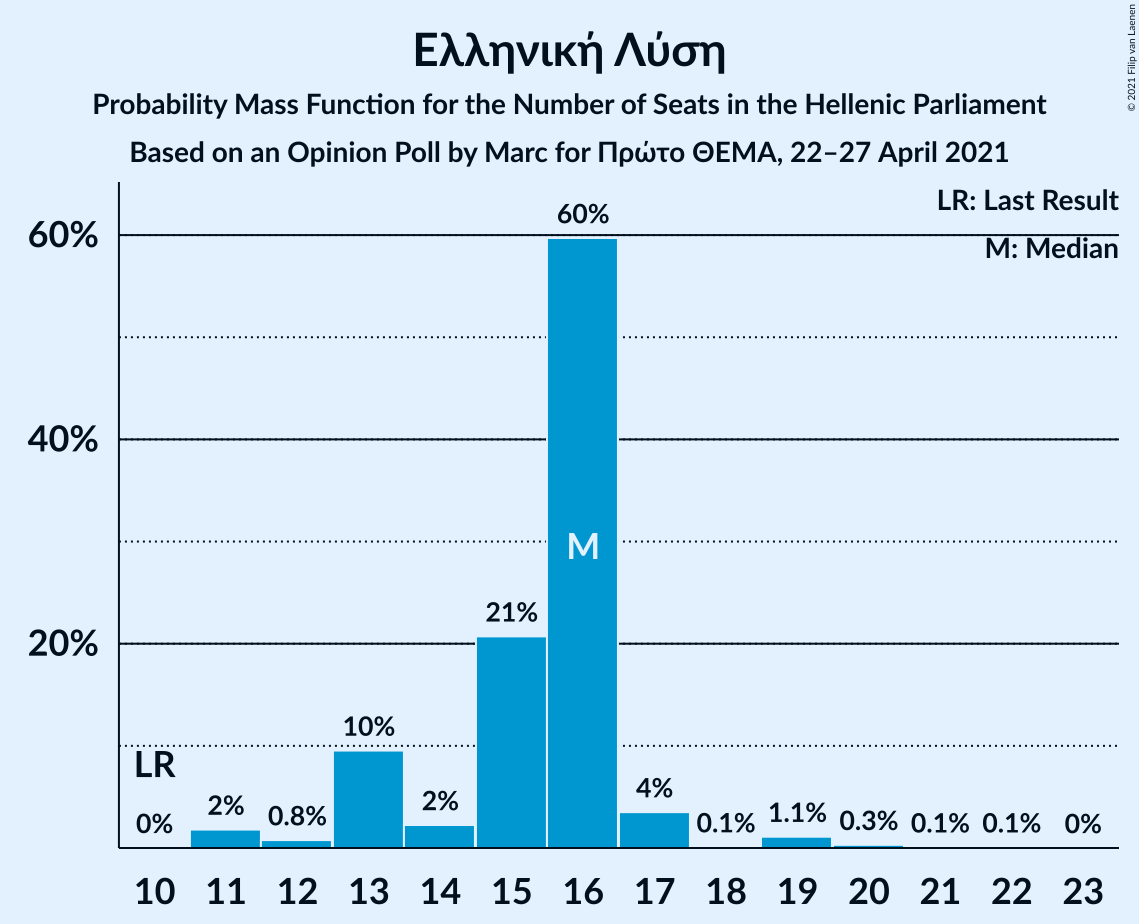 Ελληνική Λύση
Probability Mass Function for the Number of Seats in the Hellenic Parliament
Based on an Opinion Poll by Marc for Πρώτο ΘΕΜΑ, 22–27 April 2021
© 2021 Filip van Laenen
LR: Last Result
M: Median
60%
40%
20%
LR
M
0%
2%
0.8%
10%
2%
21%
60%
4%
0.1%
1.1%
0.3%
0.1%
0.1%
0%
10 11 12 13 14 15 16 17 18 19 20 21 22 23